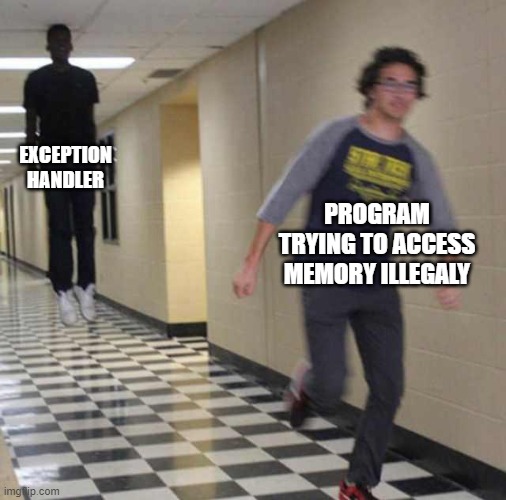 EXCEPTION
HANDLER
PROGRAM
TRYING TO ACCESS
MEMORY ILLEGALY
imgflip.com